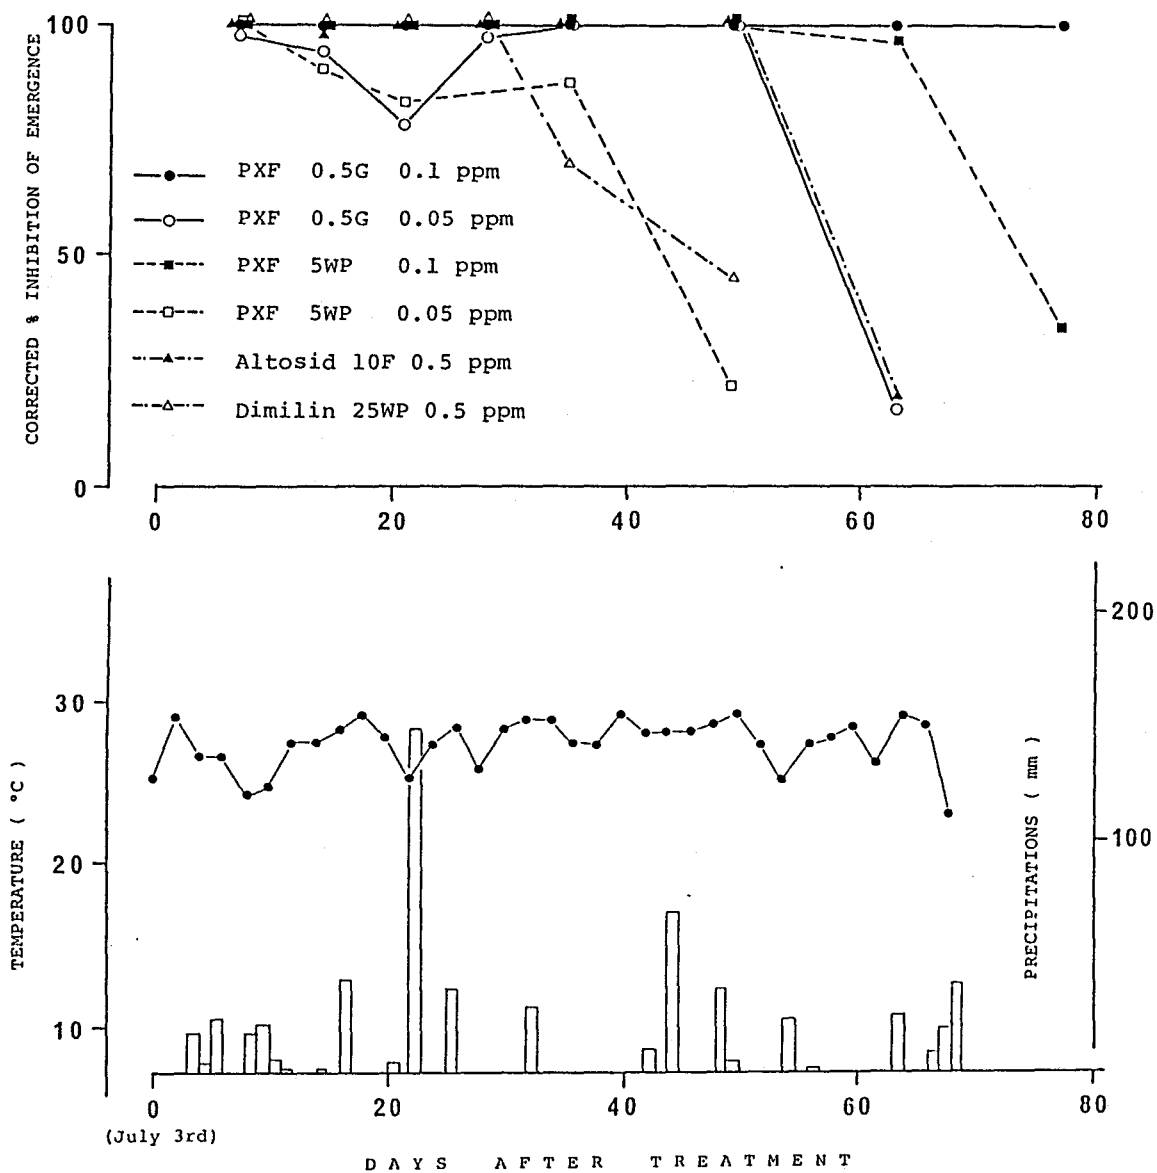 CORRECTED % INHIBITION OF EMERGENCE
100
50
0
PXF 0.5G 0.1 ppm
PXF 0.5G 0.05 ppm
PXF 5WP 0.1 ppm
PXF 5WP 0.05 ppm
Altosid 10F 0.5 ppm
Dimilin 25WP 0.5 ppm
0 20 40 60 80
TEMPERATURE ( °C )
30
20
10
200
100
PRECIPITATIONS ( mm )
0 20 40 60 80
(July 3rd)
DAYS AFTER TREATMENT